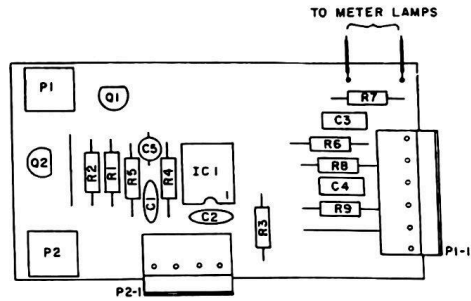 TO METER LAMPS
P1
Q1
R7
C3
Q2
C5
R6
R2
R1
R5
R4
IC1
R8
1
C4
C1
C2
R3
R9
P2
P1-1
P2-1